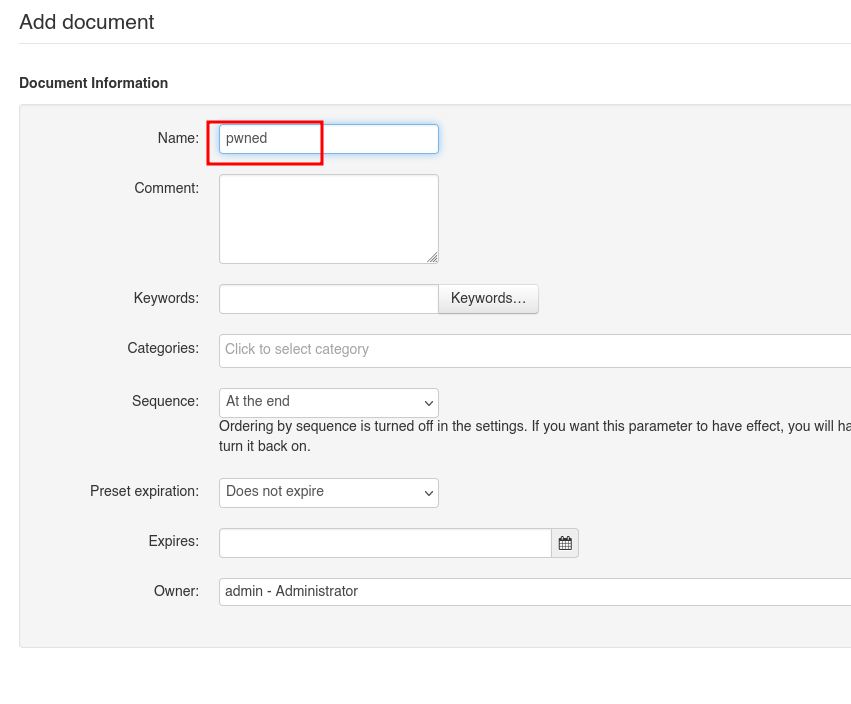 Add document
Document Information
Name: pwned
Comment:
Keywords: Keywords…
Categories: Click to select category
Sequence: At the end
Ordering by sequence is turned off in the settings. If you want this parameter to have effect, you will ha
turn it back on.
Preset expiration: Does not expire
Expires:
Owner: admin - Administrator